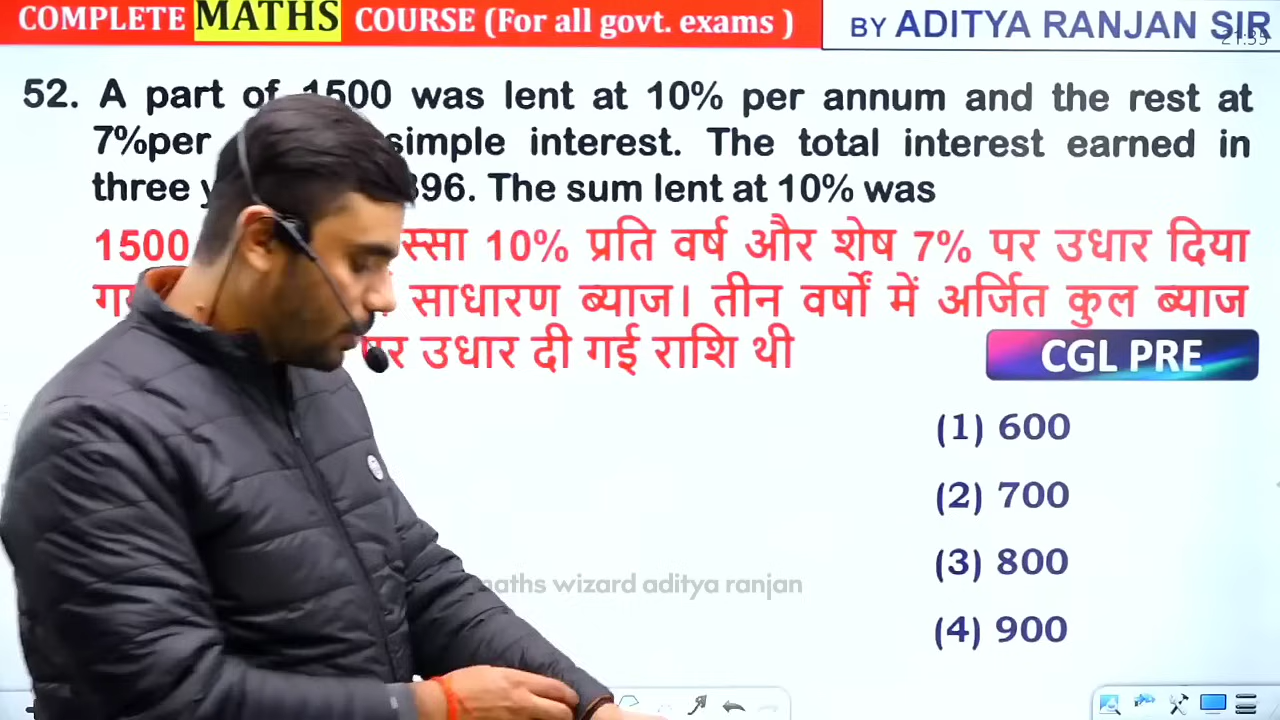 COMPLETE MATHS COURSE (For all govt. exams )
BY ADITYA RANJAN SIR
21:35
52. A part of 1500 was lent at 10% per annum and the rest at
7%per simple interest. The total interest earned in
three 396. The sum lent at 10% was
1500 10% प्रति वर्ष और शेष 7% पर उधार दिया
साधारण ब्याज। तीन वर्षों में अर्जित कुल ब्याज
पर उधार दी गई राशि थी
CGL PRE
(1) 600
(2) 700
(3) 800
(4) 900
maths wizard aditya ranjan